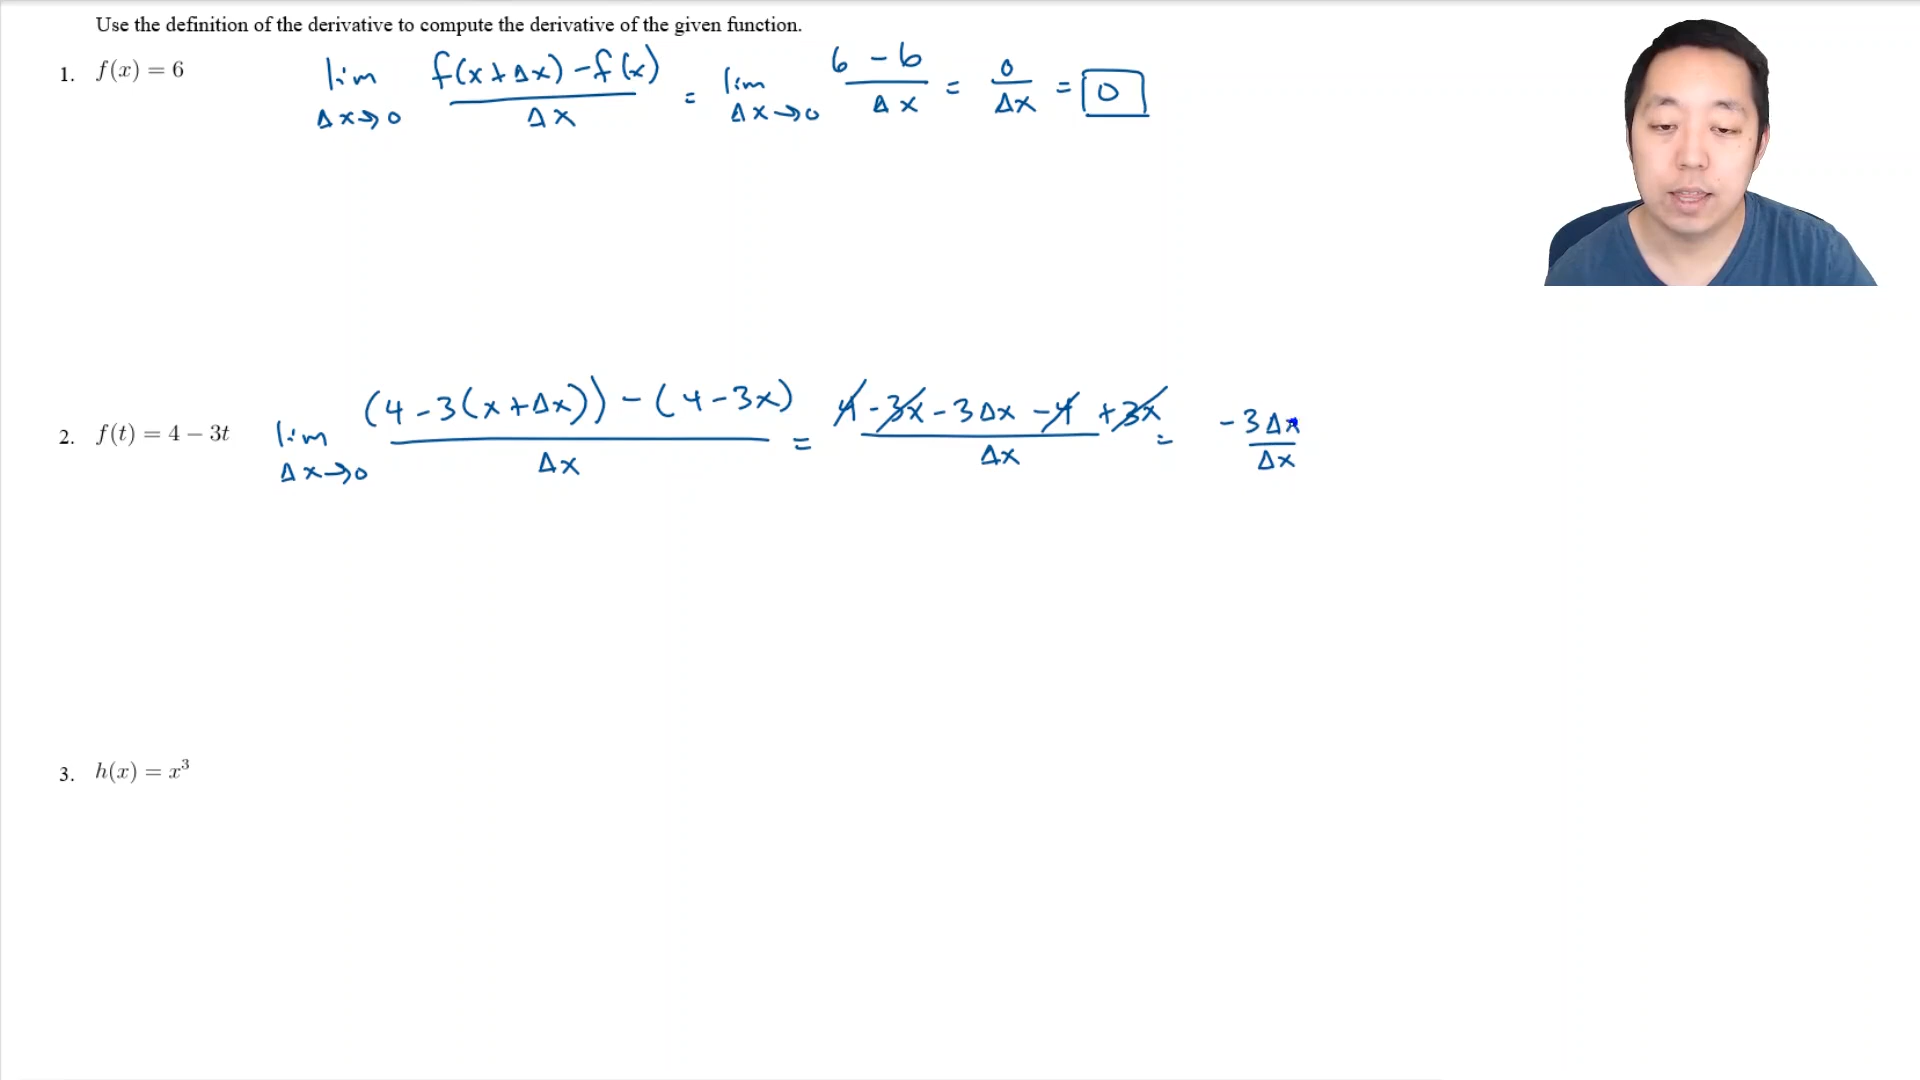 Use the definition of the derivative to compute the derivative of the given function.
1. f(x) = 6 lim Δx→0 f(x+Δx) - f(x) / Δx = lim Δx→0 6 - 6 / Δx = 0 / Δx = 0
2. f(t) = 4 − 3t lim Δx→0 (4 - 3(x+Δx)) - (4 - 3x) / Δx = 4 - 3x - 3Δx - 4 + 3x / Δx = -3Δx / Δx
3. h(x) = x³